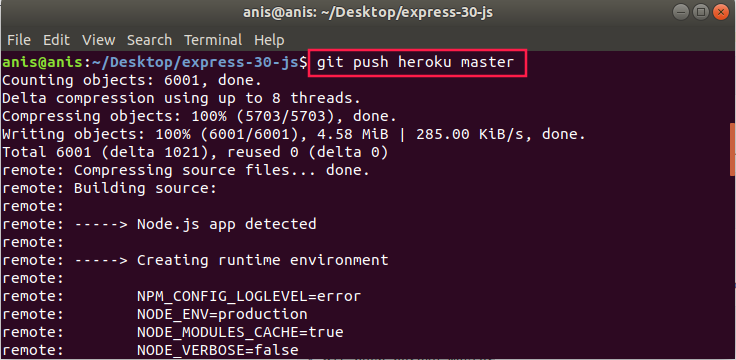 anis@anis: ~/Desktop/express-30-js
File Edit View Search Terminal Help
anis@anis:~/Desktop/express-30-js$ git push heroku master
Counting objects: 6001, done.
Delta compression using up to 8 threads.
Compressing objects: 100% (5703/5703), done.
Writing objects: 100% (6001/6001), 4.58 MiB | 285.00 KiB/s, done.
Total 6001 (delta 1021), reused 0 (delta 0)
remote: Compressing source files... done.
remote: Building source:
remote:
remote: -----> Node.js app detected
remote:
remote: -----> Creating runtime environment
remote:
remote:        NPM_CONFIG_LOGLEVEL=error
remote:        NODE_ENV=production
remote:        NODE_MODULES_CACHE=true
remote:        NODE_VERBOSE=false